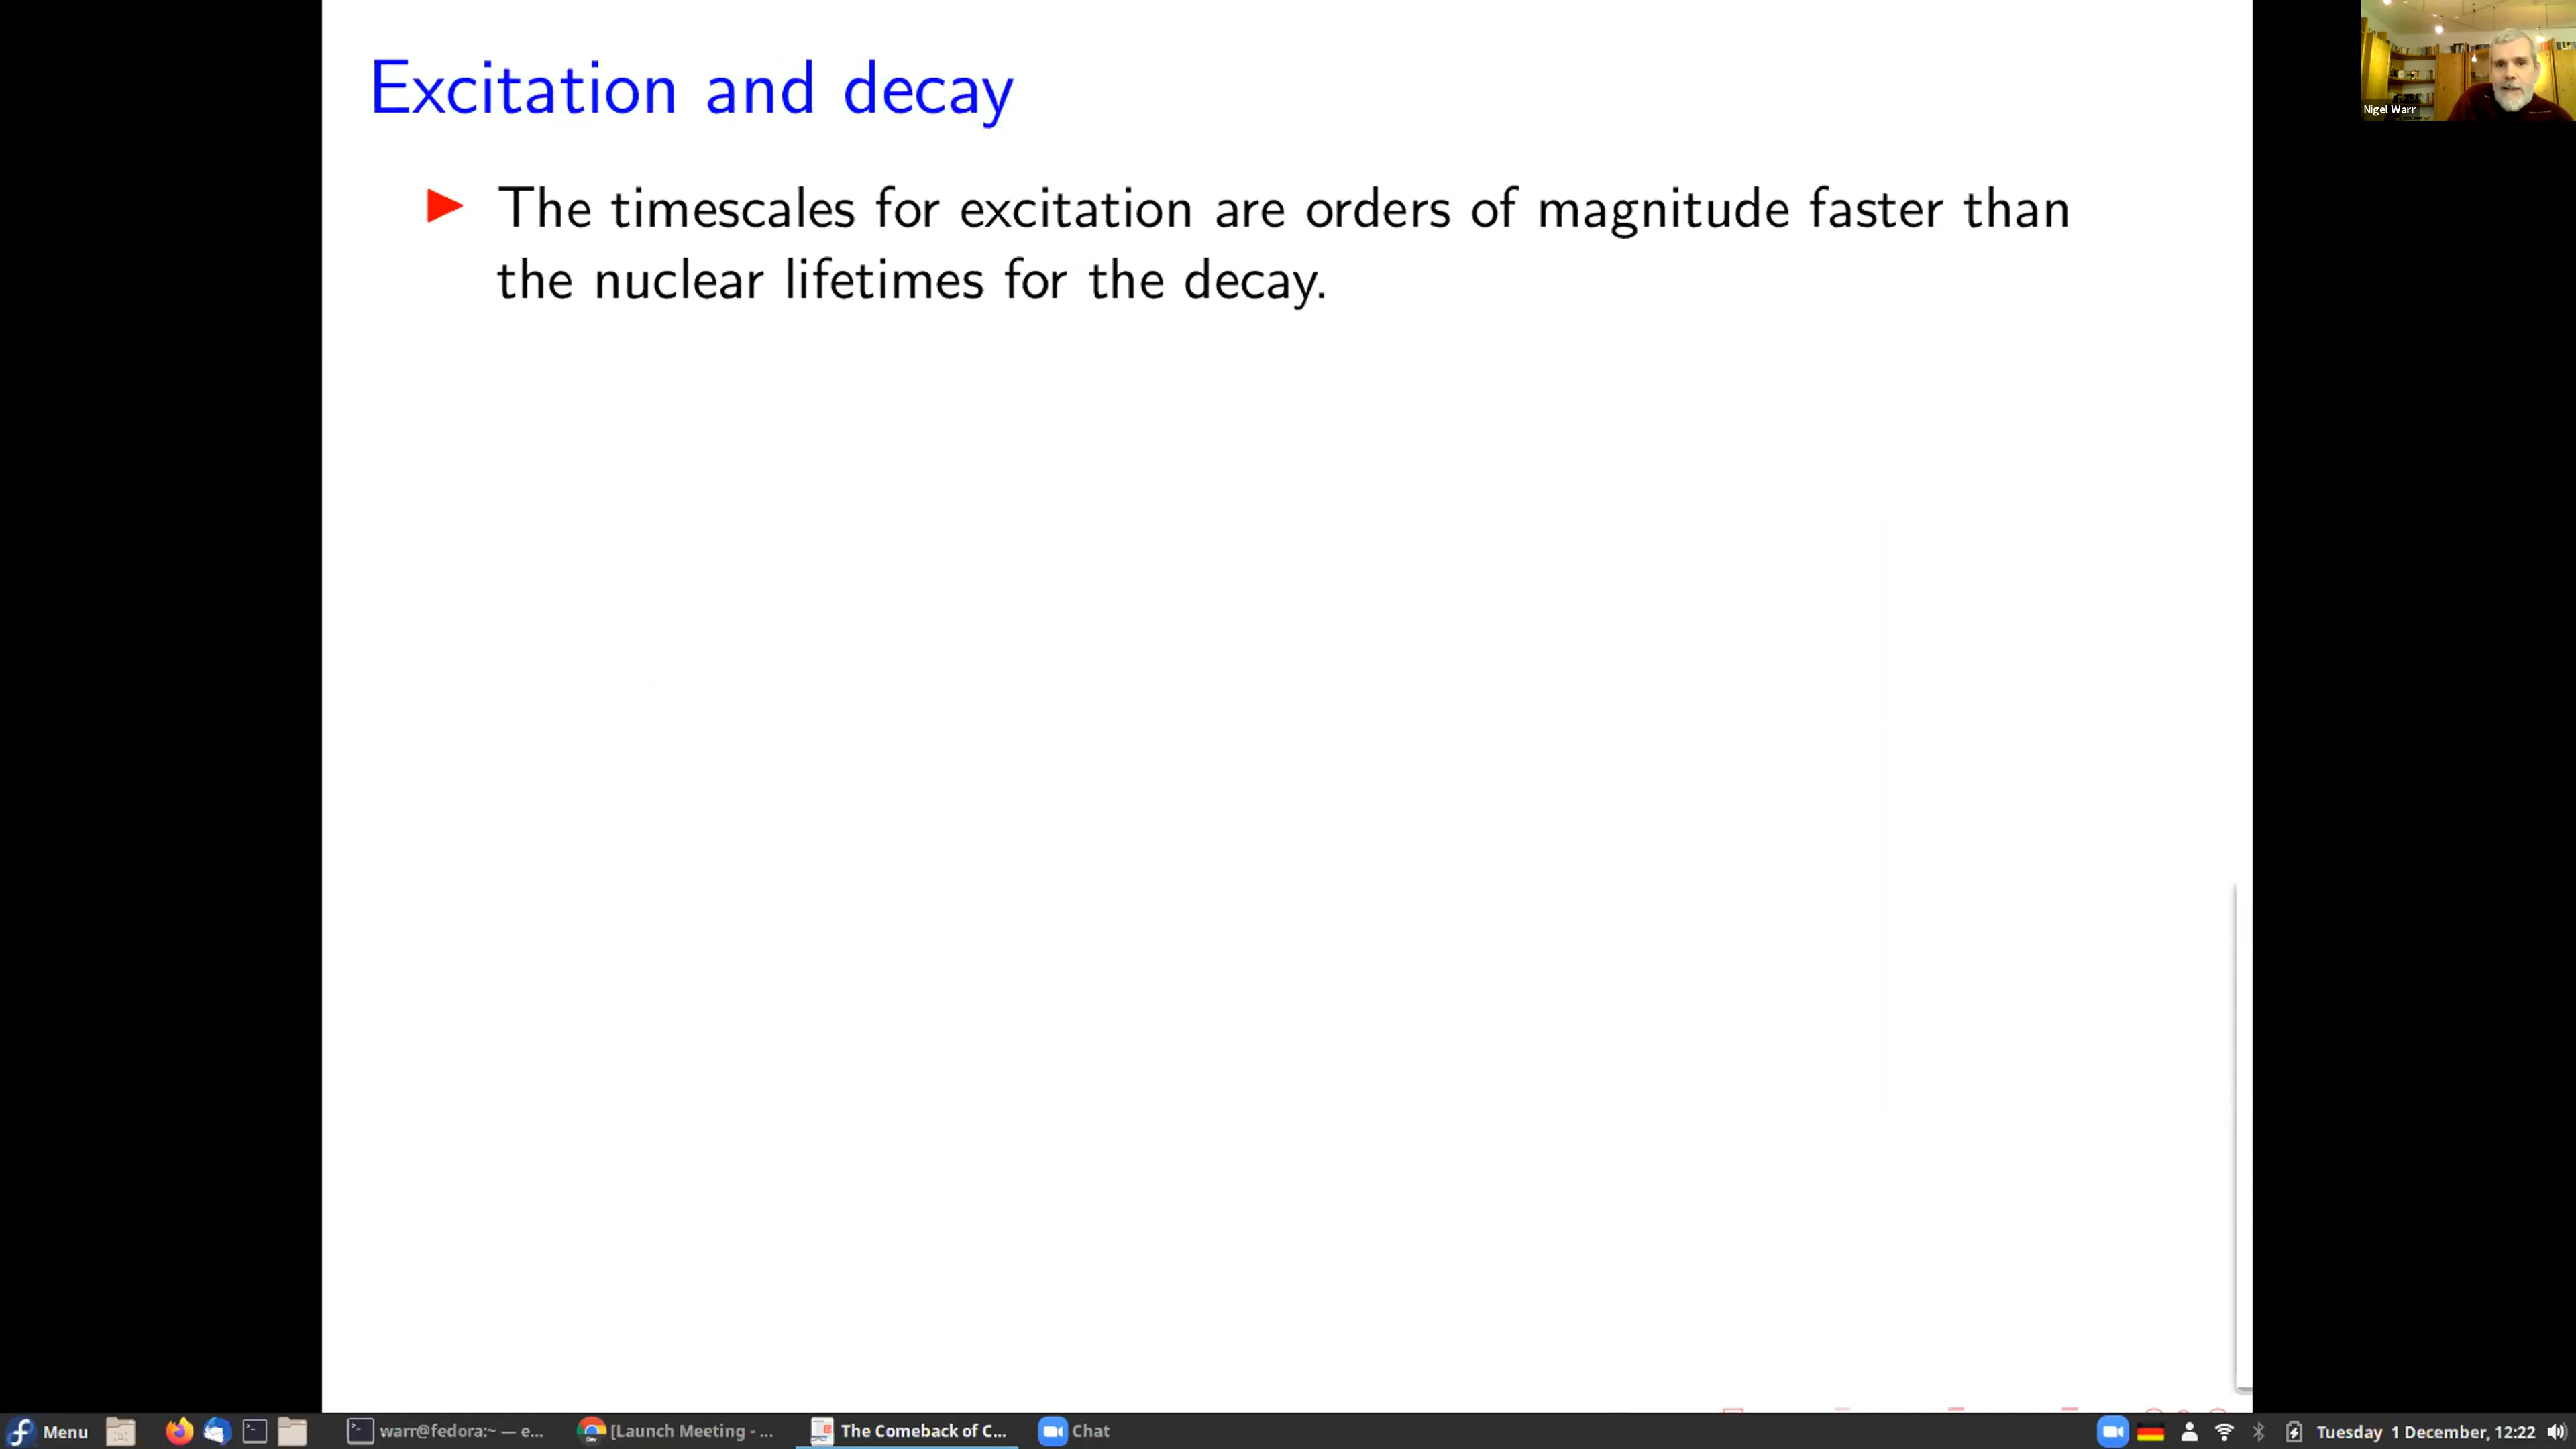 Excitation and decay
Nigel Warr
The timescales for excitation are orders of magnitude faster than
the nuclear lifetimes for the decay.
Menu
warr@fedora:~ — e...
[Launch Meeting - ...
The Comeback of C...
Chat
Tuesday 1 December, 12:22